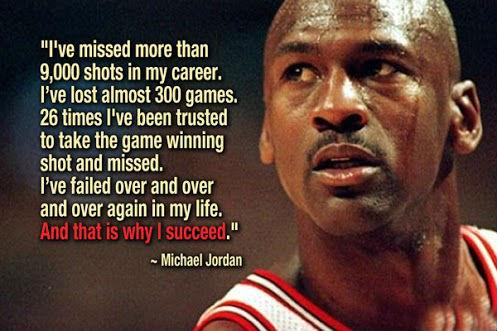 "I've missed more than
9,000 shots in my career.
I've lost almost 300 games.
26 times I've been trusted
to take the game winning
shot and missed.
I've failed over and over
and over again in my life.
And that is why I succeed."
~ Michael Jordan